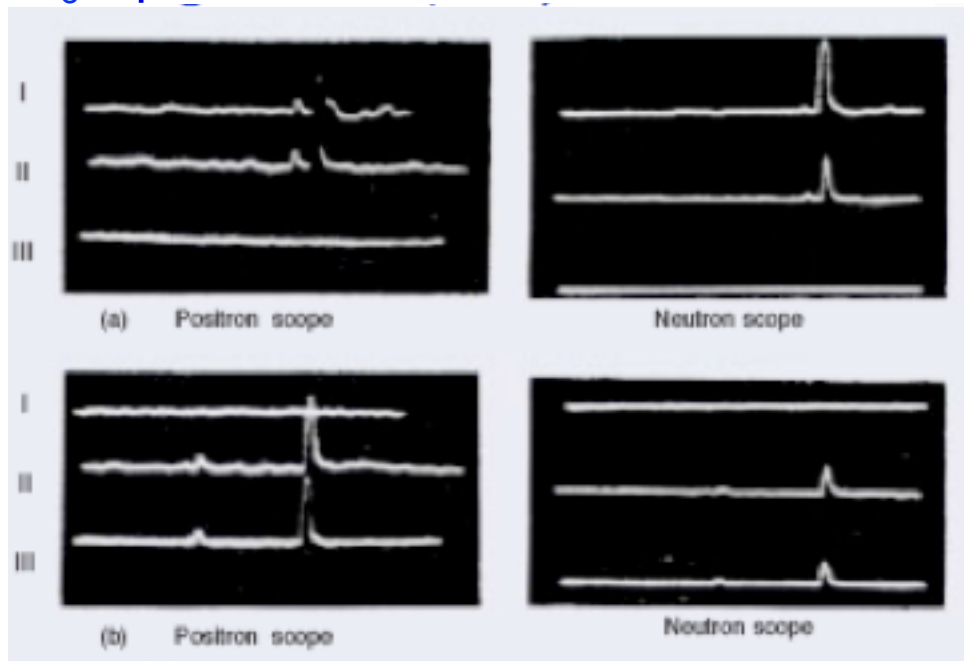 I
II
III
(a) Positron scope
Neutron scope
I
II
III
(b) Positron scope
Neutron scope